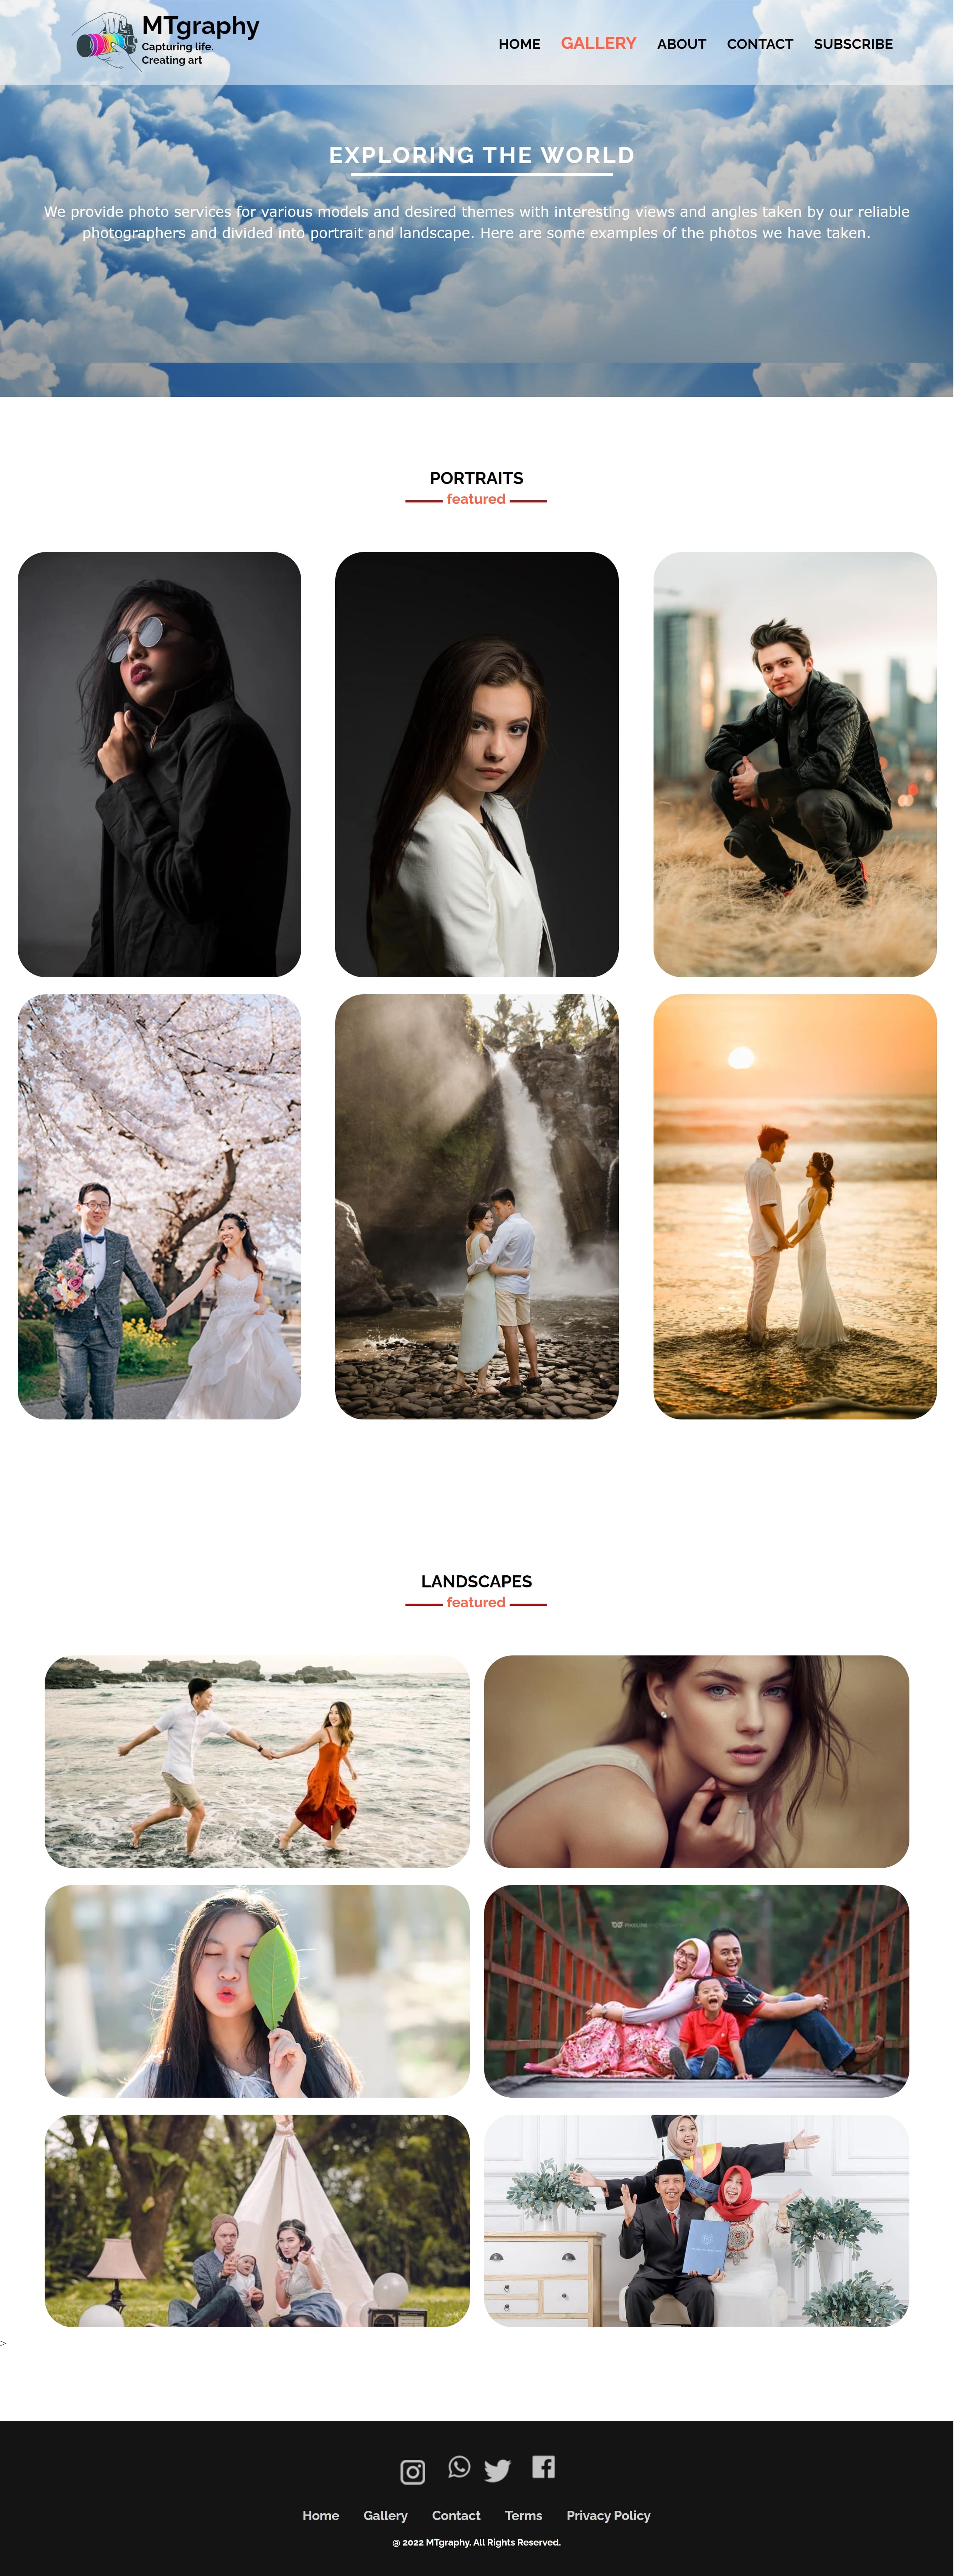 MTgraphy
Capturing life.
Creating art
HOME GALLERY ABOUT CONTACT SUBSCRIBE
EXPLORING THE WORLD
We provide photo services for various models and desired themes with interesting views and angles taken by our reliable
photographers and divided into portrait and landscape. Here are some examples of the photos we have taken.
PORTRAITS
featured
LANDSCAPES
featured
>
Home Gallery Contact Terms Privacy Policy
@ 2022 MTgraphy. All Rights Reserved.